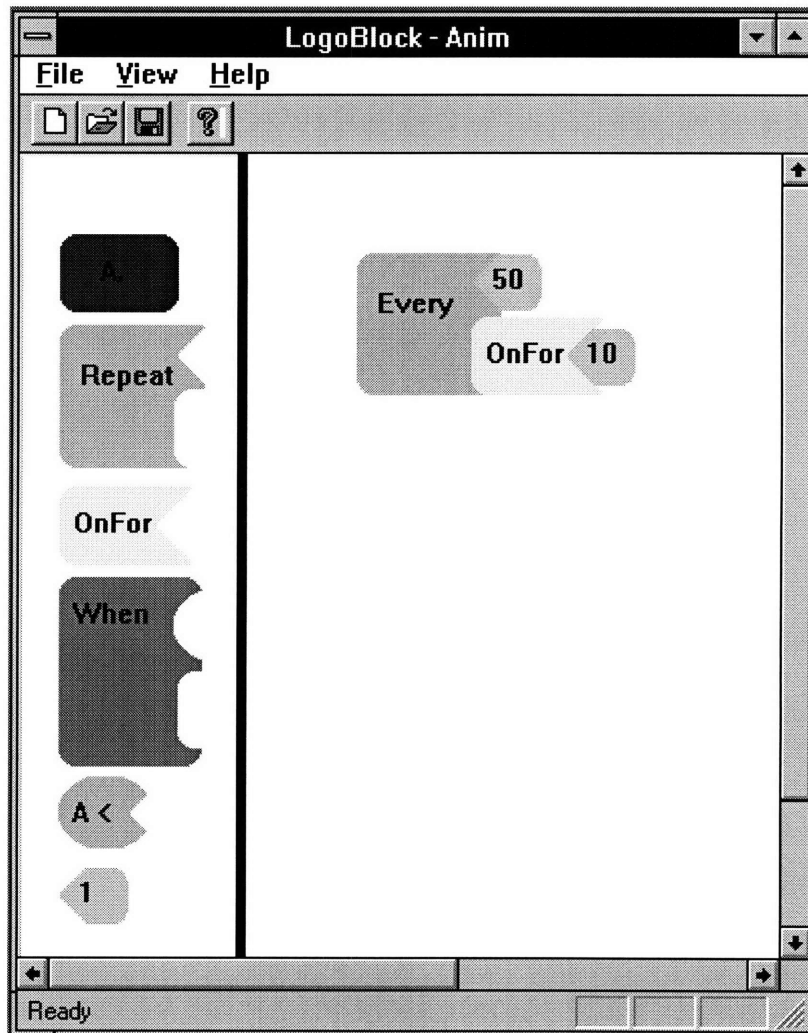 LogoBlock - Anim
File View Help
A.
Repeat
OnFor
When
A <
1
Every
50
OnFor
10
Ready